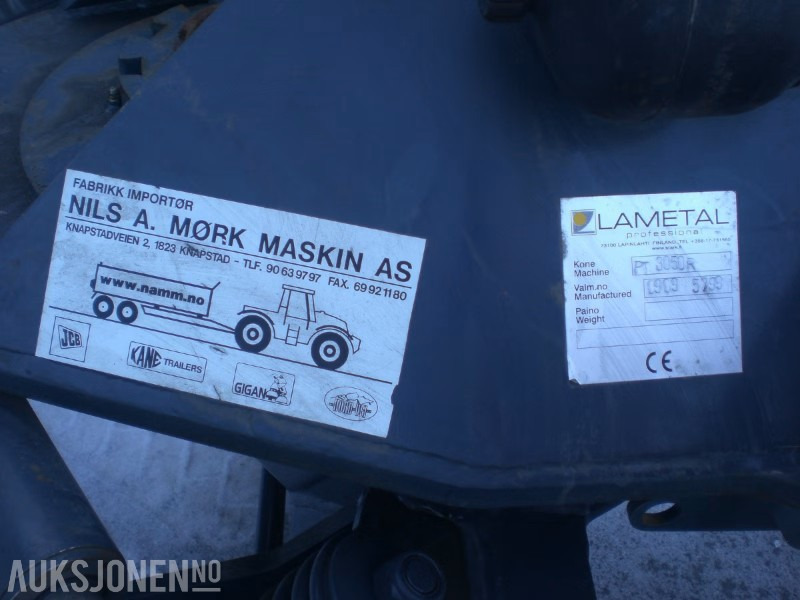 FABRIKK IMPORTØR
NILS A. MØRK MASKIN AS
KNAPSTADVEIEN 2, 1823 KNAPSTAD - TLF. 90 63 97 97 FAX. 69 92 11 80
www.namm.no
JCB
KANE TRAILERS
GIGANT
LAMETAL
professional
Kone
Machine PT 3050R
Valm.no
Manufactured
Paino
Weight
CE
AUKSJONEN.NO